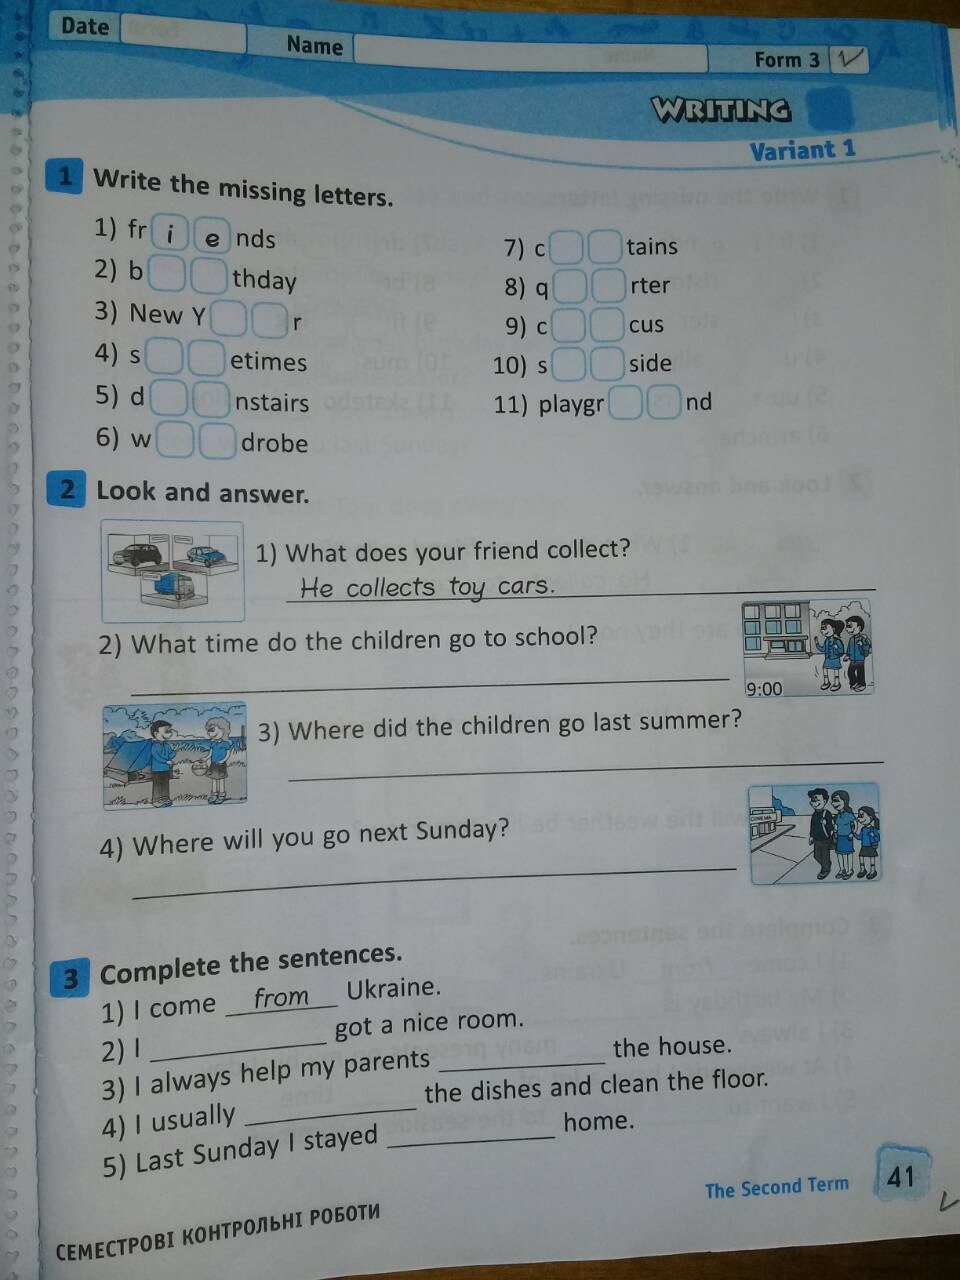 Date
Name
Form 3
WRITING
Variant 1
1 Write the missing letters.
1) fr i e nds
2) b thday
3) New Y r
4) s etimes
5) d nstairs
6) w drobe
7) c tains
8) q rter
9) c cus
10) s side
11) playgr nd
2 Look and answer.
1) What does your friend collect?
He collects toy cars.
2) What time do the children go to school?
9:00
3) Where did the children go last summer?
4) Where will you go next Sunday?
3 Complete the sentences.
1) I come from Ukraine.
2) I ____ got a nice room.
3) I always help my parents ____ the house.
4) I usually ____ the dishes and clean the floor.
5) Last Sunday I stayed ____ home.
The Second Term 41
СЕМЕСТРОВІ КОНТРОЛЬНІ РОБОТИ